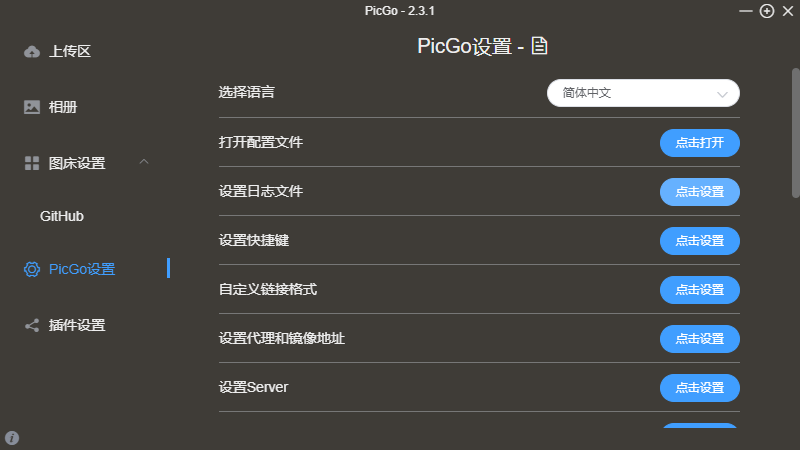 PicGo - 2.3.1
上传区
相册
图床设置
GitHub
PicGo设置
插件设置
PicGo设置 -
选择语言
简体中文
打开配置文件
点击打开
设置日志文件
点击设置
设置快捷键
点击设置
自定义链接格式
点击设置
设置代理和镜像地址
点击设置
设置Server
点击设置